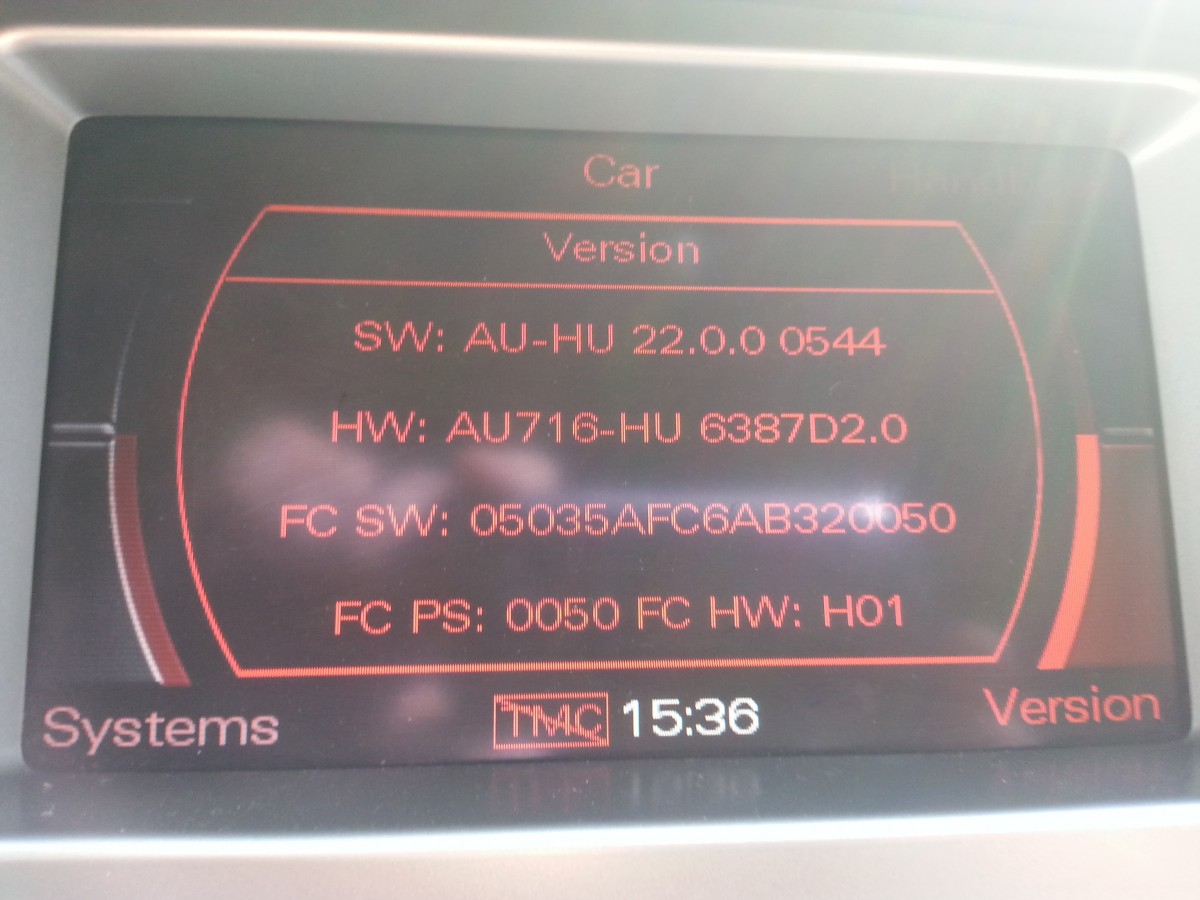 Car
Version
SW: AU-HU 22.0.0 0544
HW: AU716-HU 6387D2.0
FC SW: 05035AFC6AB320050
FC PS: 0050 FC HW: H01
Systems
TMC 15:36
Version